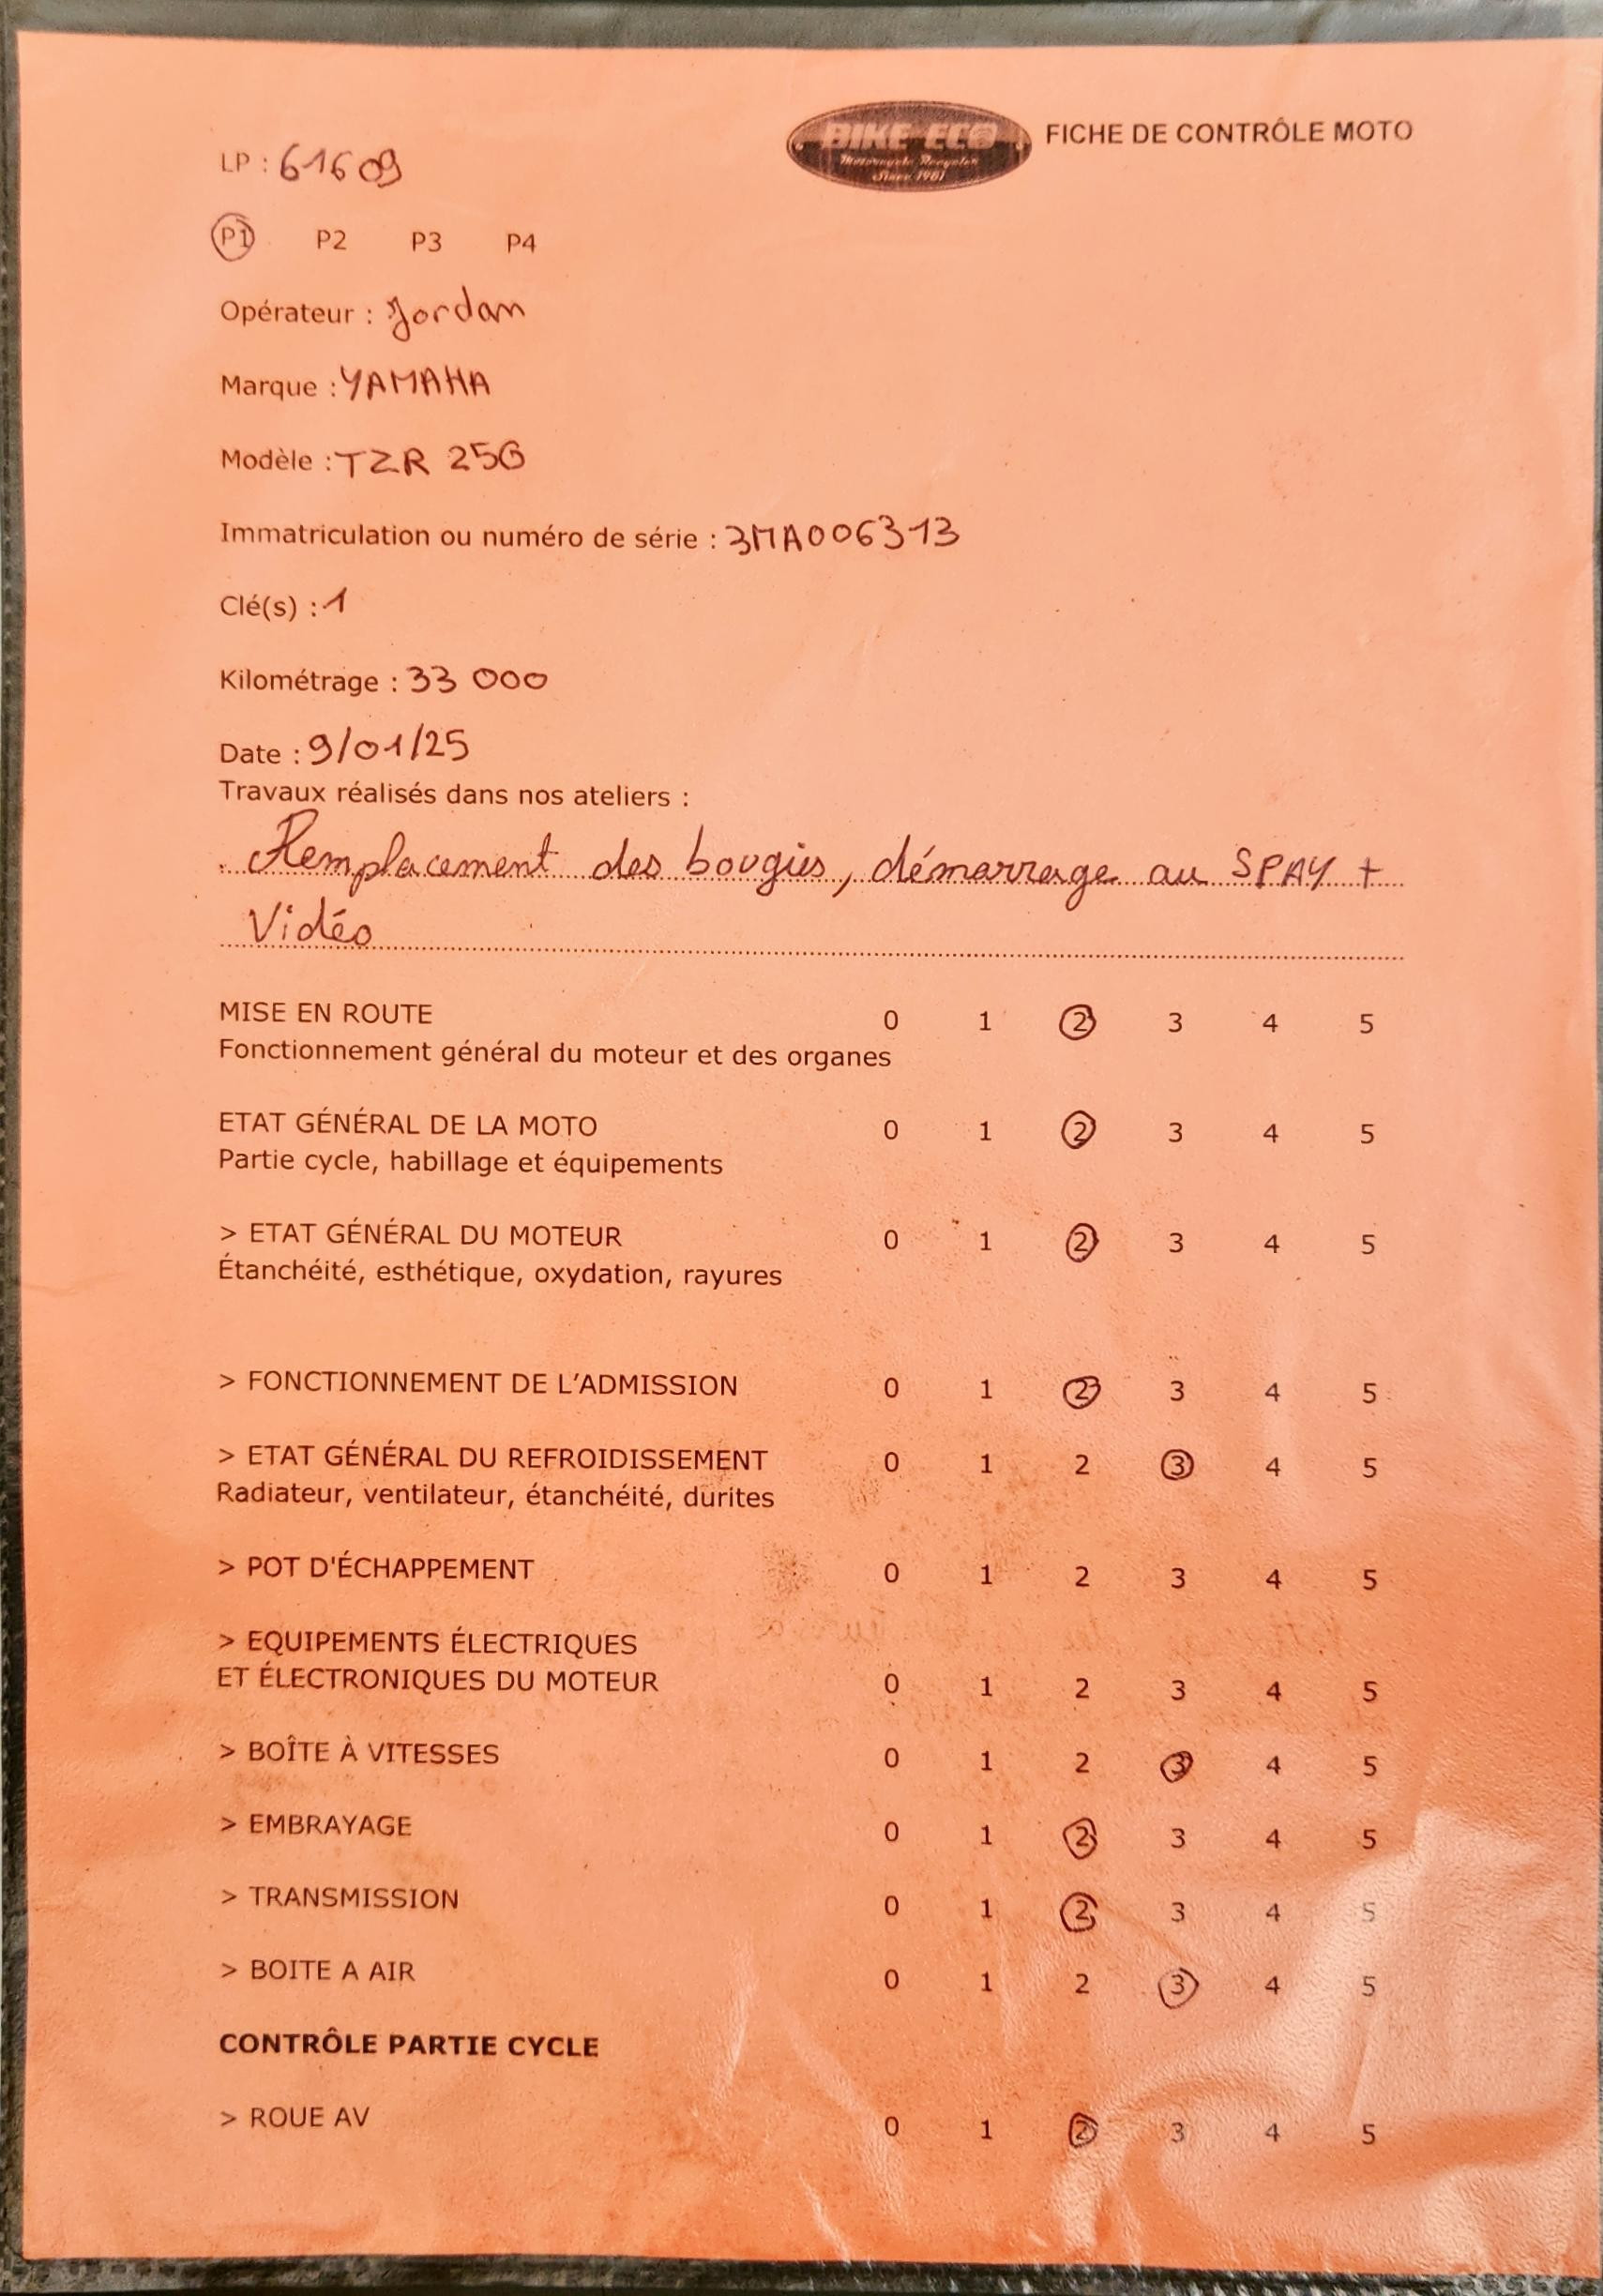 BIKE-ECO
Motorcycle Recycler
Since 1981
FICHE DE CONTRÔLE MOTO
LP : 61609
P1 P2 P3 P4
Opérateur : Jordan
Marque : YAMAHA
Modèle : TZR 250
Immatriculation ou numéro de série : 3MA006313
Clé(s) : 1
Kilométrage : 33 000
Date : 9/01/25
Travaux réalisés dans nos ateliers :
Remplacement des bougies, démarrage au SPAY +
Vidéo
MISE EN ROUTE 0 1 2 3 4 5
Fonctionnement général du moteur et des organes
ETAT GÉNÉRAL DE LA MOTO 0 1 2 3 4 5
Partie cycle, habillage et équipements
> ETAT GÉNÉRAL DU MOTEUR 0 1 2 3 4 5
Étanchéité, esthétique, oxydation, rayures
> FONCTIONNEMENT DE L'ADMISSION 0 1 2 3 4 5
> ETAT GÉNÉRAL DU REFROIDISSEMENT 0 1 2 3 4 5
Radiateur, ventilateur, étanchéité, durites
> POT D'ÉCHAPPEMENT 0 1 2 3 4 5
> EQUIPEMENTS ÉLECTRIQUES
ET ÉLECTRONIQUES DU MOTEUR 0 1 2 3 4 5
> BOÎTE À VITESSES 0 1 2 3 4 5
> EMBRAYAGE 0 1 2 3 4 5
> TRANSMISSION 0 1 2 3 4 5
> BOITE A AIR 0 1 2 3 4 5
CONTRÔLE PARTIE CYCLE
> ROUE AV 0 1 2 3 4 5